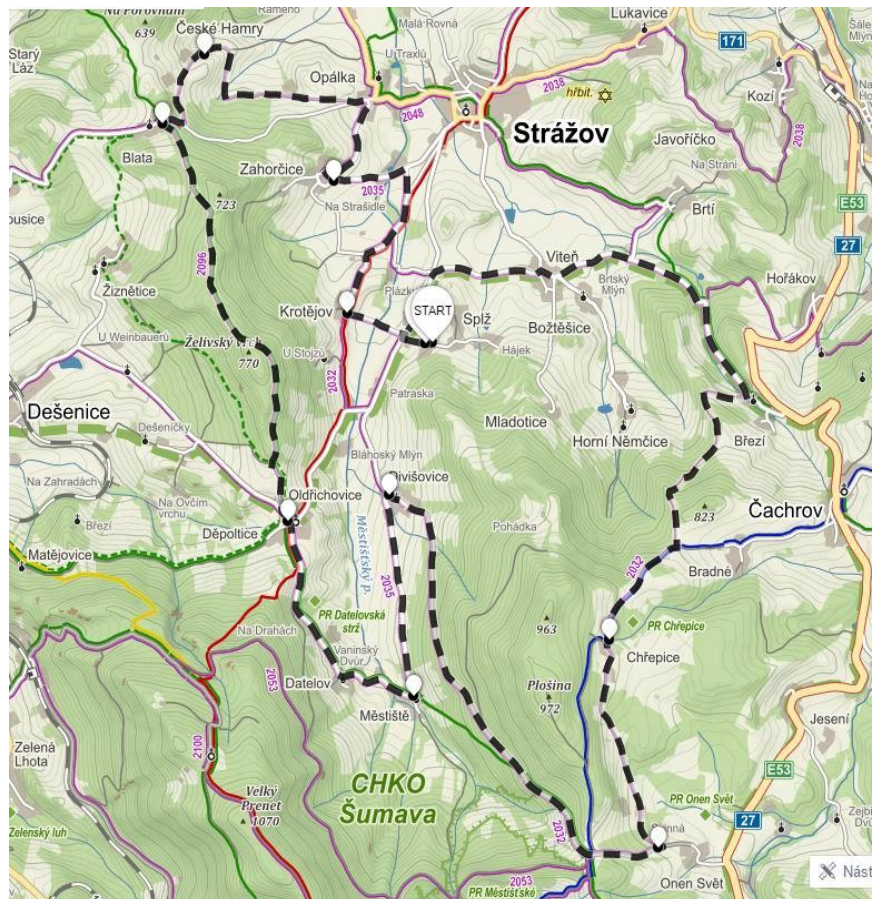 Na Porovnání
639
České Hamry
Rameno
Malá Rovná
Lukavice
171
Starý
Láz
U Traxlů
Opálka
2038
hřbit.
Kozí
2048
Strážov
2038
Javoříčko
Blata
Zahorčice
Na Stráni
2035
Na Strašidle
Brtí
E53
27
723
2096
Viteň
Brtský
Mlýn
Hořákov
Žiznětice
Krotějov
START
Splž
Božtěšice
U Weinbauerů
Želivský vrch
770
U Stojzů
Hájek
2032
Patraska
Dešenice
Mladotice
Horní Němčice
Březí
Dešeničky
Bláhoský Mlýn
Divišovice
Na Zahradách
Na Ovčím
vrchu
Oldřichovice
823
Čachrov
Březí
Děpoltice
Městišťský p.
Pohádka
Matějovice
2032
Bradné
2035
PR Datelovská
strž
963
PR Chřepice
Na Drahách
Chřepice
Vaninský
Dvůr
2053
Datelov
Plošina
972
Městiště
Jesení
2100
Zelená
Lhota
CHKO
Šumava
E53
Velký
Prenet
1070
PR Onen Svět
Zelenský luh
2032
27
Onen Svět
2053
PR Městišťské
Nást